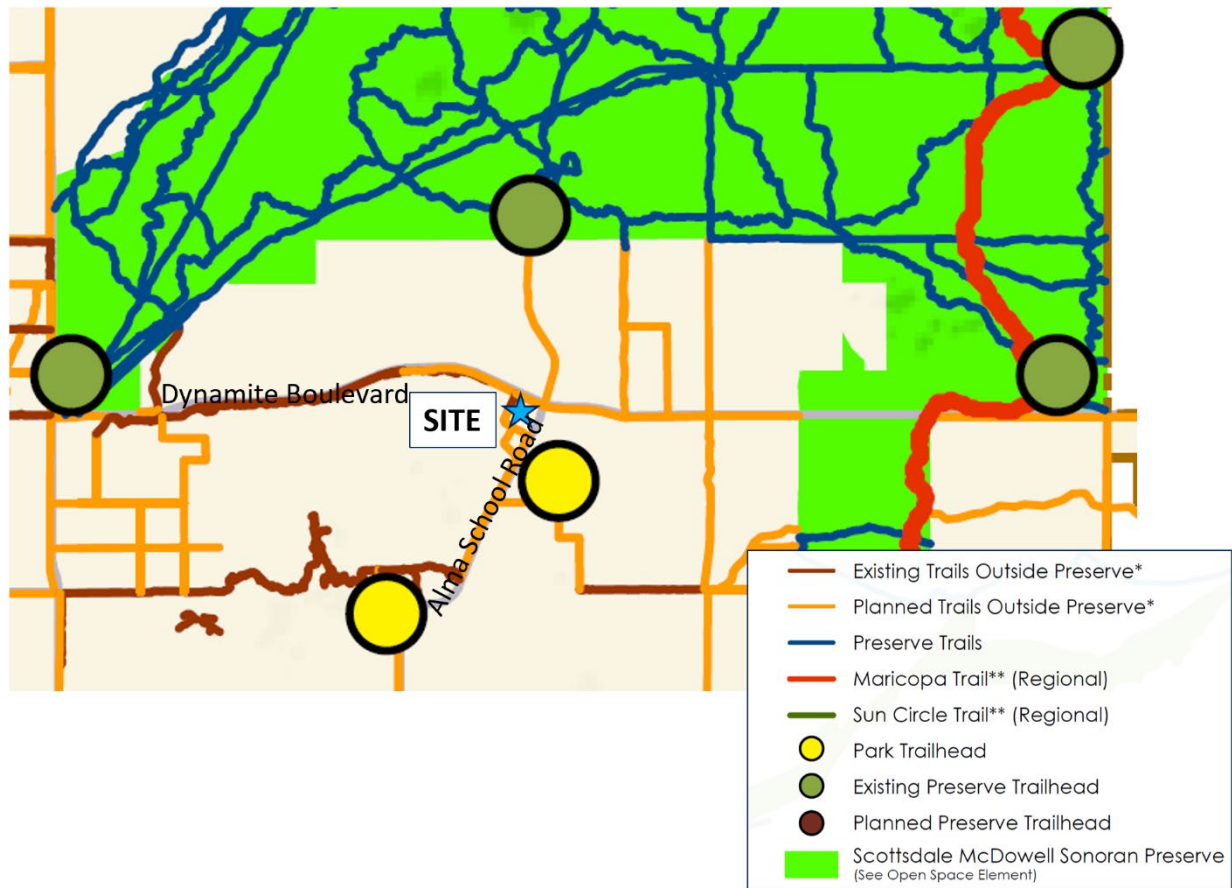 Dynamite Boulevard
SITE
Alma School Road
Existing Trails Outside Preserve*
Planned Trails Outside Preserve*
Preserve Trails
Maricopa Trail** (Regional)
Sun Circle Trail** (Regional)
Park Trailhead
Existing Preserve Trailhead
Planned Preserve Trailhead
Scottsdale McDowell Sonoran Preserve
(See Open Space Element)